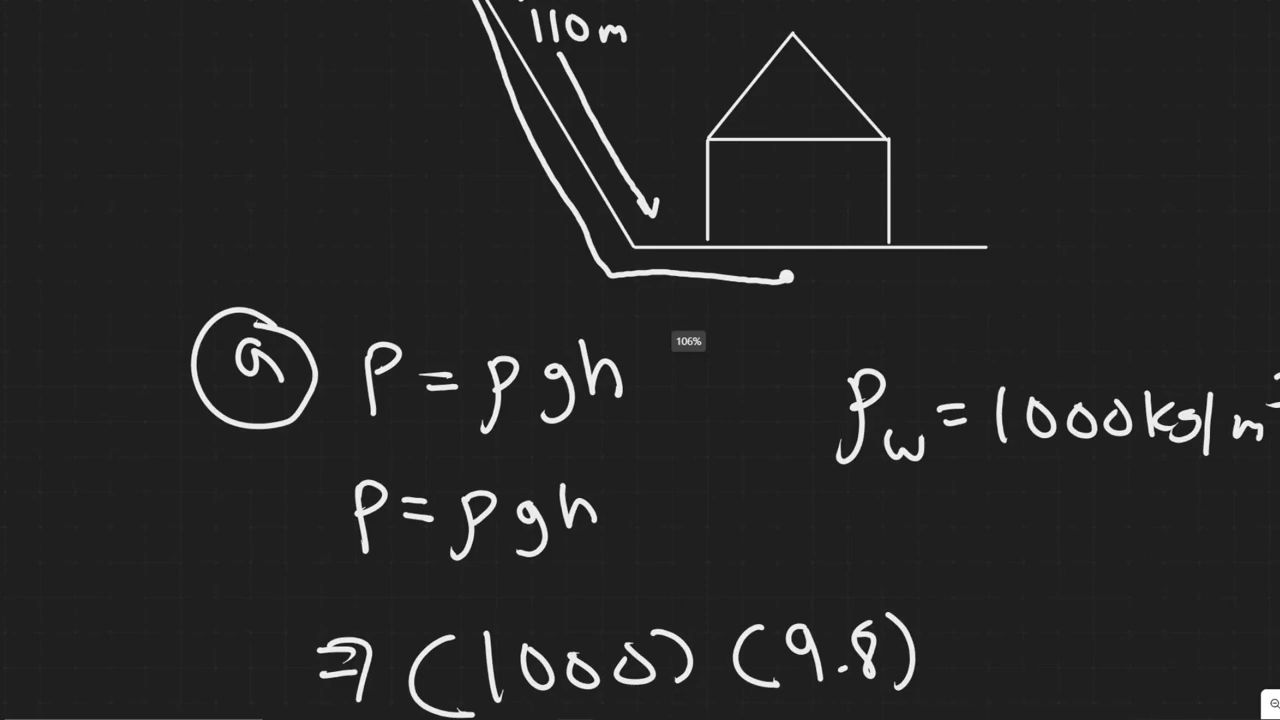 110m
106%
a P = ρgh
ρw = 1000kg/m
P = ρgh
⇒ (1000) (9.8)